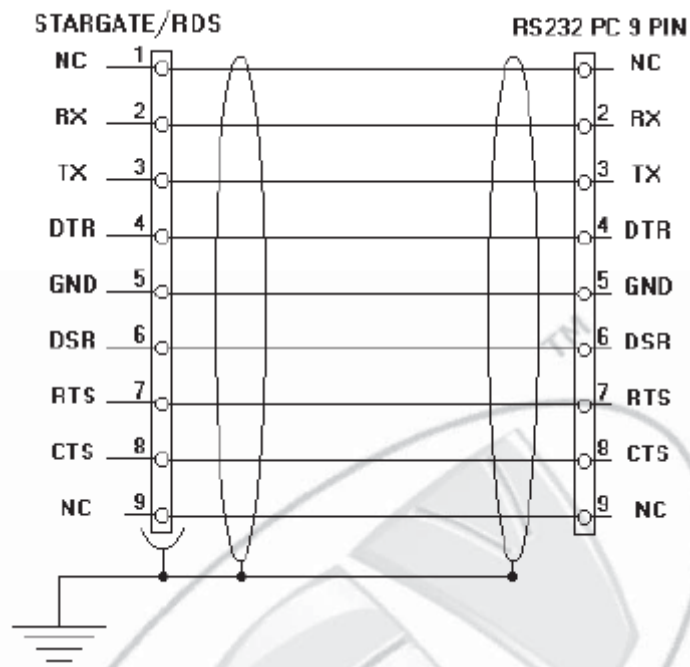 STARGATE/RDS RS232 PC 9 PIN
NC 1 NC
RX 2 2 RX
TX 3 3 TX
DTR 4 4 DTR
GND 5 5 GND
DSR 6 6 DSR
RTS 7 7 RTS
CTS 8 8 CTS
NC 9 9 NC
TM